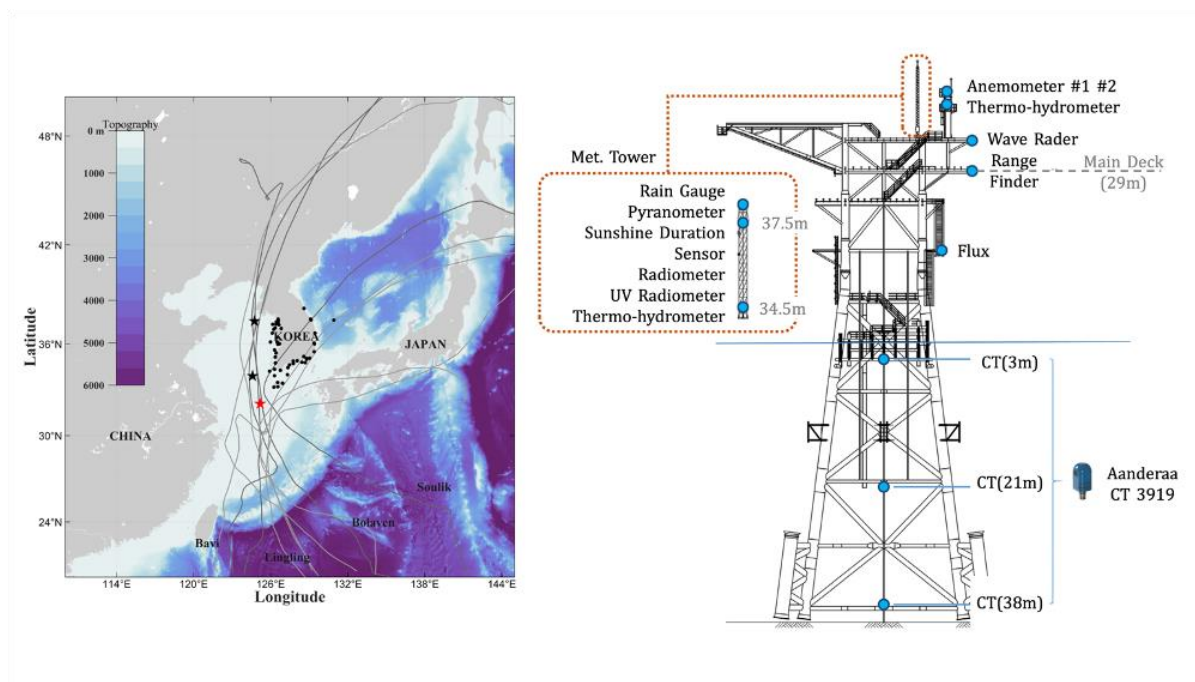 Topography
0 m
1000
2000
3000
4000
5000
6000
48°N
42°N
36°N
30°N
24°N
Latitude
114°E
120°E
126°E
132°E
138°E
144°E
Longitude
KOREA
JAPAN
CHINA
Soulik
Bolaven
Bavi
Lingling
Met. Tower
Rain Gauge
Pyranometer
37.5m
Sunshine Duration
Sensor
Radiometer
UV Radiometer
Thermo-hydrometer
34.5m
Anemometer #1 #2
Thermo-hydrometer
Wave Rader
Range
Finder
Main Deck
(29m)
Flux
CT(3m)
CT(21m)
CT(38m)
Aanderaa
CT 3919